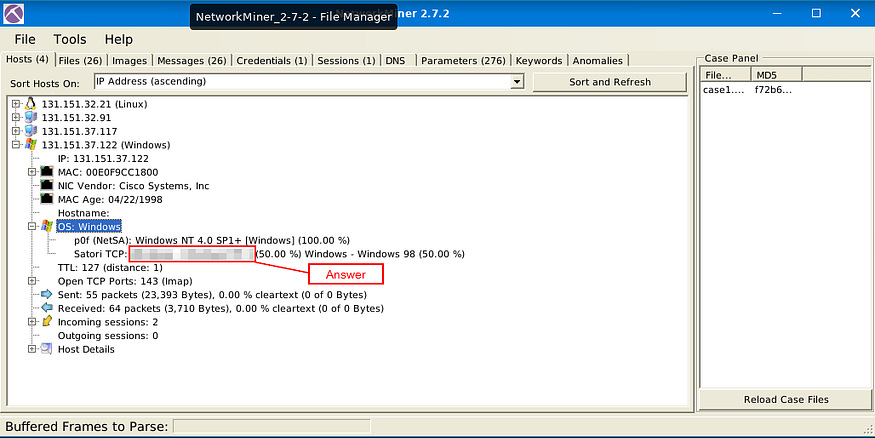 NetworkMiner_2-7-2 - File Manager
NetworkMiner 2.7.2
File Tools Help
Hosts (4) Files (26) Images Messages (26) Credentials (1) Sessions (1) DNS Parameters (276) Keywords Anomalies
Sort Hosts On: IP Address (ascending) Sort and Refresh
131.151.32.21 (Linux)
131.151.32.91
131.151.37.117
131.151.37.122 (Windows)
IP: 131.151.37.122
MAC: 00E0F9CC1800
NIC Vendor: Cisco Systems, Inc
MAC Age: 04/22/1998
Hostname:
OS: Windows
p0f (NetSA): Windows NT 4.0 SP1+ [Windows] (100.00 %)
Satori TCP: (50.00 %) Windows - Windows 98 (50.00 %)
Answer
TTL: 127 (distance: 1)
Open TCP Ports: 143 (Imap)
Sent: 55 packets (23,393 Bytes), 0.00 % cleartext (0 of 0 Bytes)
Received: 64 packets (3,710 Bytes), 0.00 % cleartext (0 of 0 Bytes)
Incoming sessions: 2
Outgoing sessions: 0
Host Details
Case Panel
File... MD5
case1.... f72b6...
Reload Case Files
Buffered Frames to Parse: